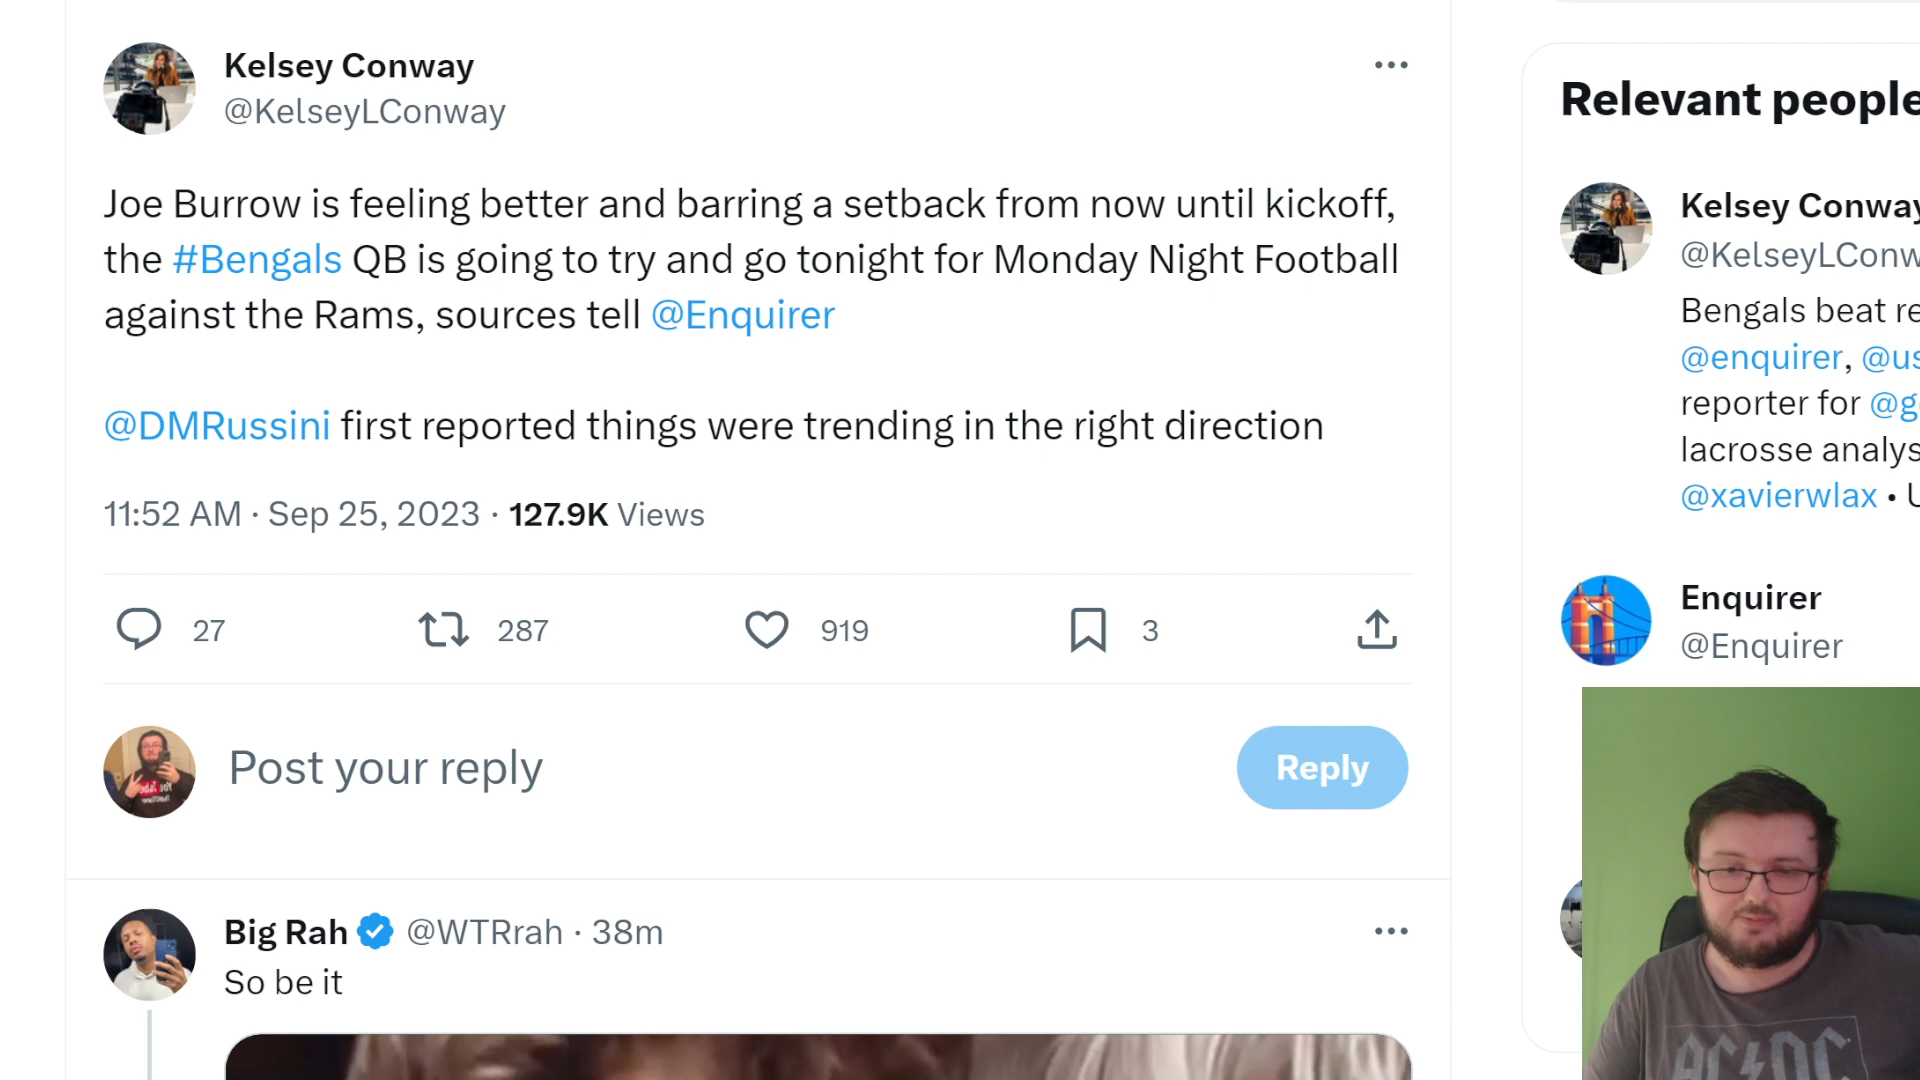 Kelsey Conway
@KelseyLConway
Joe Burrow is feeling better and barring a setback from now until kickoff,
the #Bengals QB is going to try and go tonight for Monday Night Football
against the Rams, sources tell @Enquirer
@DMRussini first reported things were trending in the right direction
11:52 AM · Sep 25, 2023 · 127.9K Views
27 287 919 3
Post your reply
Reply
Big Rah @WTRrah · 38m
So be it
Relevant people
Kelsey Conway
@KelseyLConw
Bengals beat re
@enquirer, @us
reporter for @g
lacrosse analys
@xavierwlax • U
Enquirer
@Enquirer
AC DC